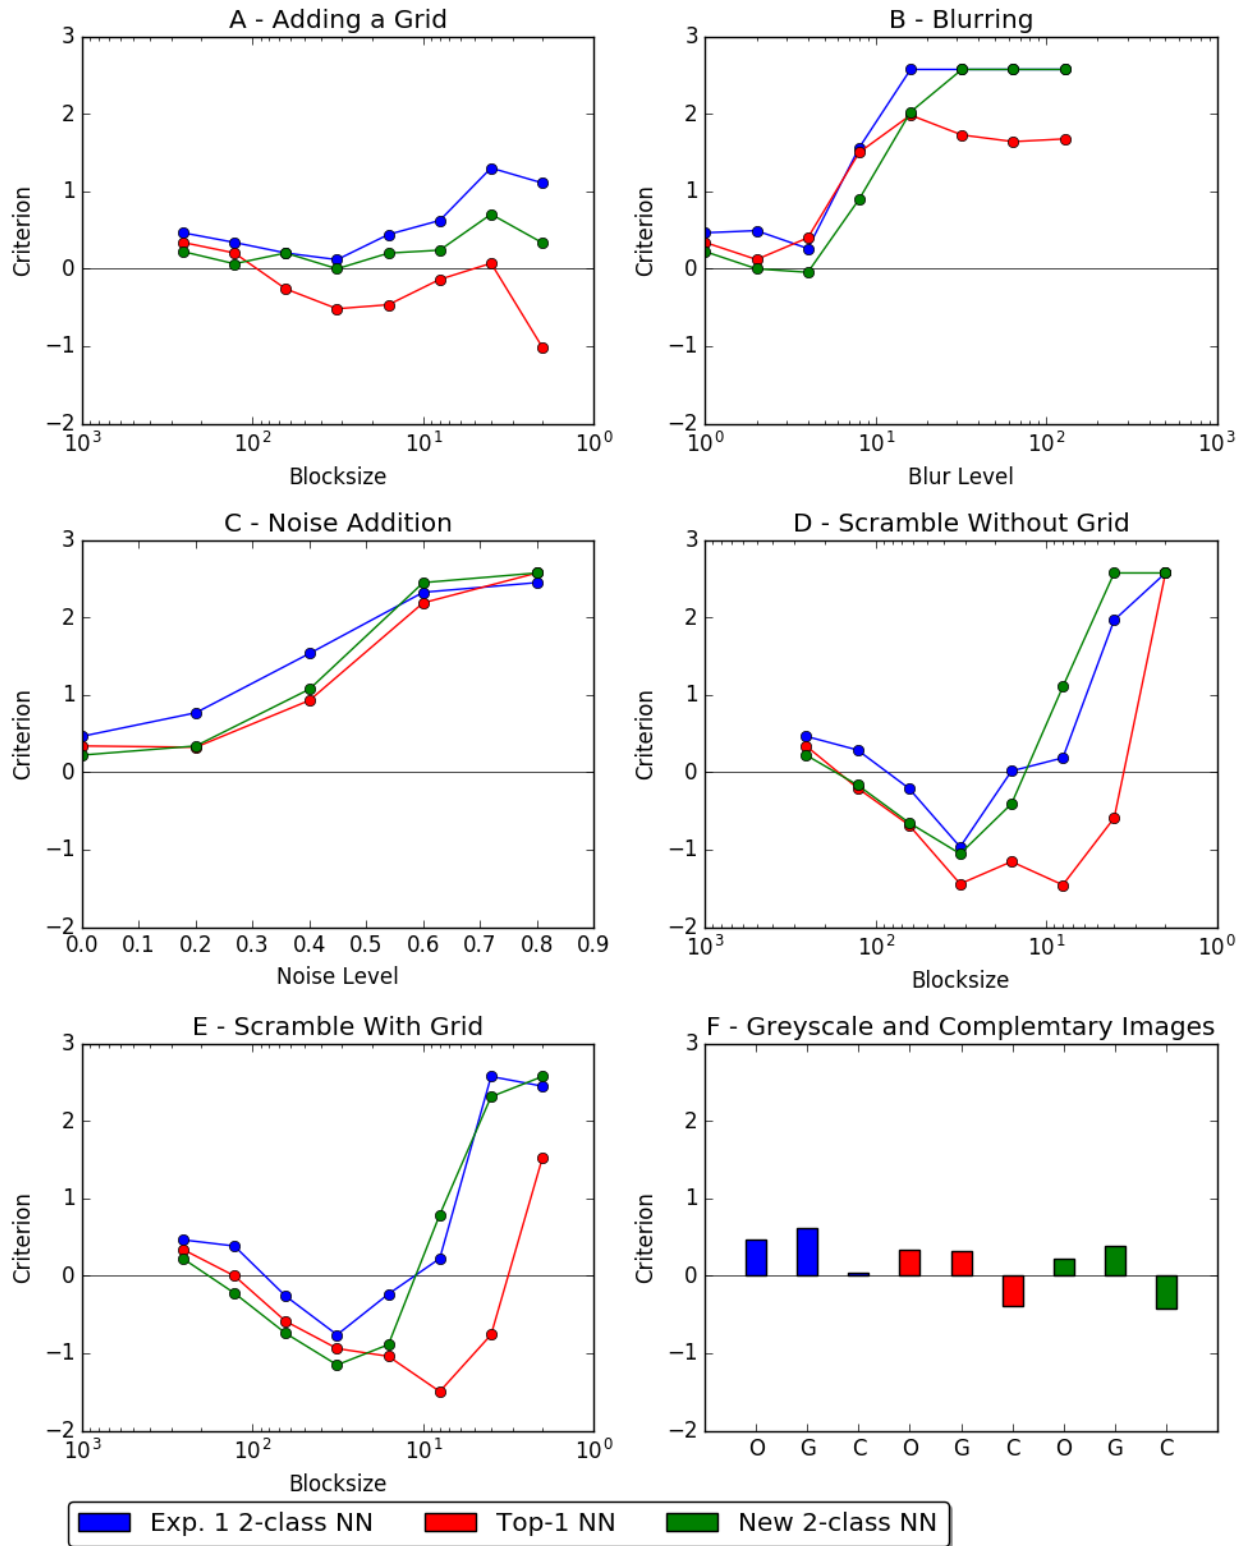 A - Adding a Grid
3
2
1
0
−1
−2
Criterion
10³ 10² 10¹ 10⁰
Blocksize
B - Blurring
3
2
1
0
−1
−2
Criterion
10⁰ 10¹ 10² 10³
Blur Level
C - Noise Addition
3
2
1
0
−1
−2
Criterion
0.0 0.1 0.2 0.3 0.4 0.5 0.6 0.7 0.8 0.9
Noise Level
D - Scramble Without Grid
3
2
1
0
−1
−2
Criterion
10³ 10² 10¹ 10⁰
Blocksize
E - Scramble With Grid
3
2
1
0
−1
−2
Criterion
10³ 10² 10¹ 10⁰
Blocksize
F - Greyscale and Complemtary Images
3
2
1
0
−1
−2
Criterion
O G C O G C O G C
Exp. 1 2-class NN Top-1 NN New 2-class NN